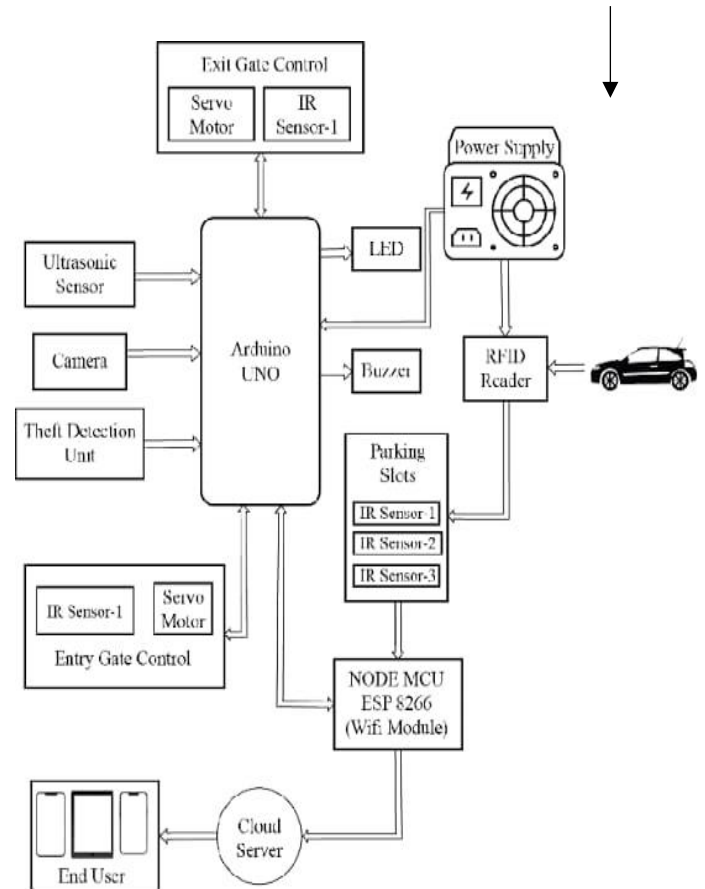 Exit Gate Control
Servo
Motor
IR
Sensor-1
Power Supply
LED
Ultrasonic
Sensor
Arduino
UNO
RFID
Reader
Camera
Buzzer
Theft Detection
Unit
Parking
Slots
IR Sensor-1
IR Sensor-2
IR Sensor-3
IR Sensor-1
Servo
Motor
Entry Gate Control
NODE MCU
ESP 8266
(Wifi Module)
Cloud
Server
End User